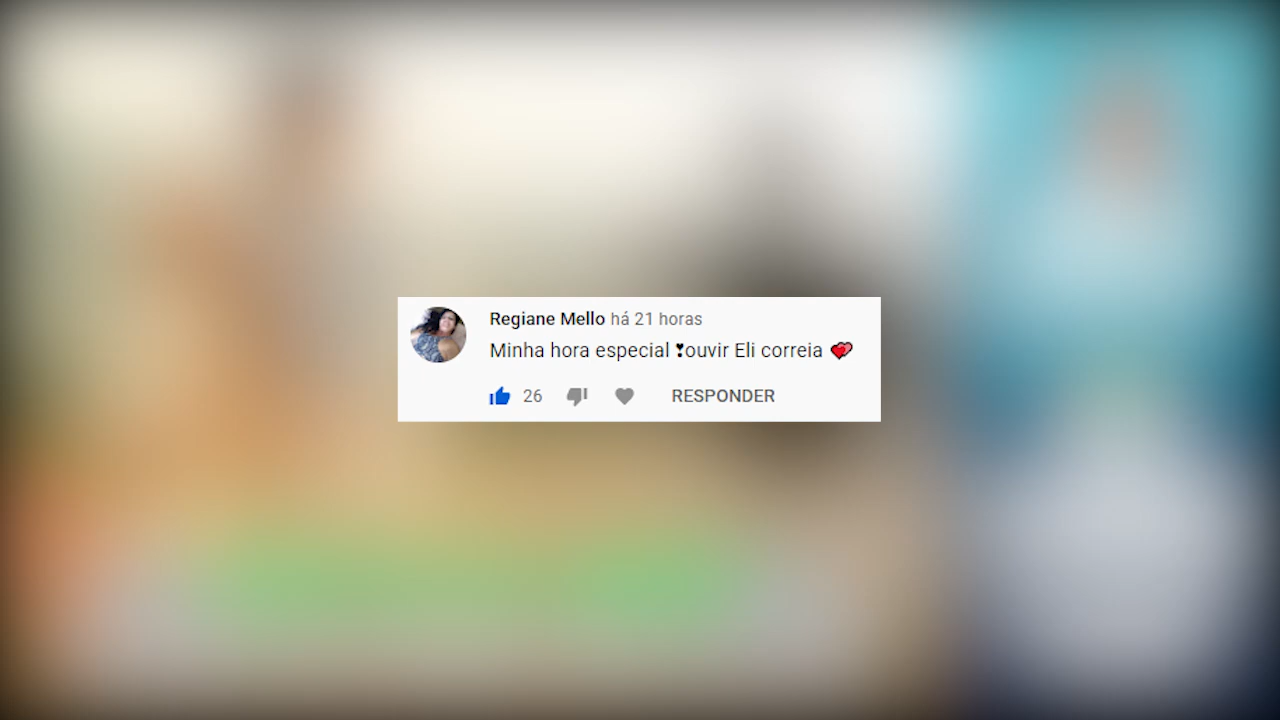 Regiane Mello há 21 horas
Minha hora especial ❣ouvir Eli correia 💕
26 RESPONDER